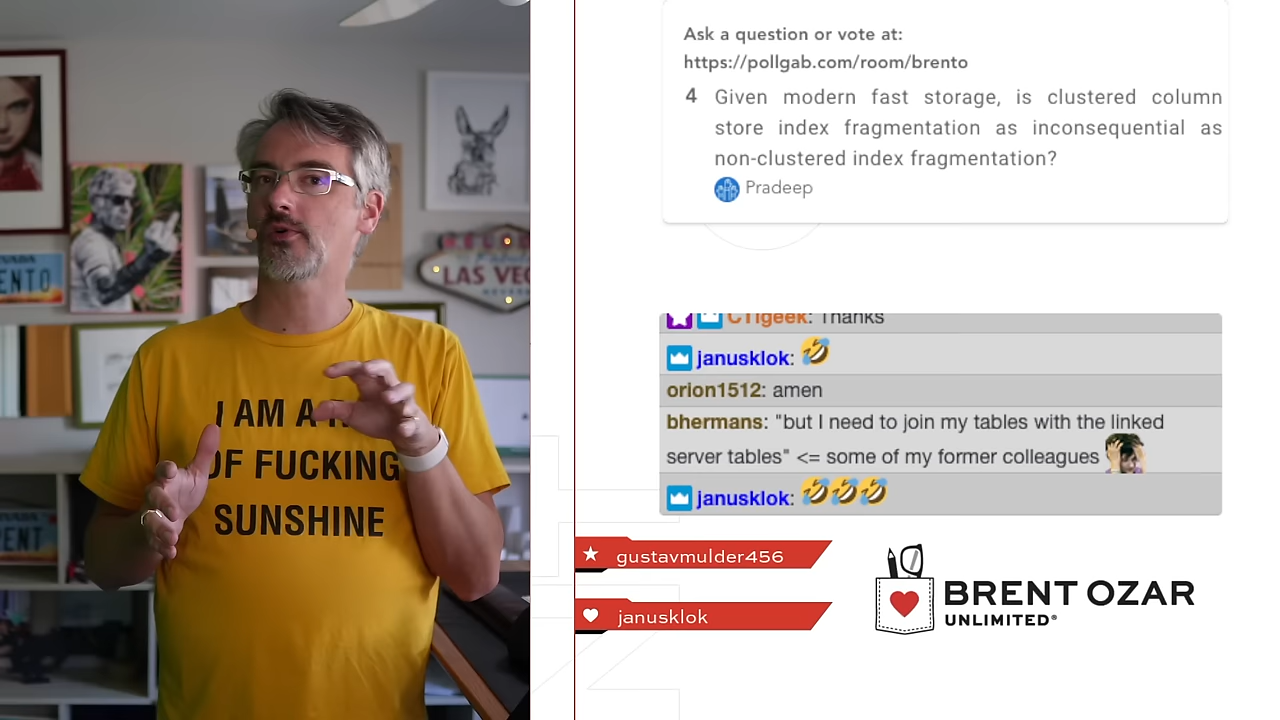 Ask a question or vote at:
https://pollgab.com/room/brento
4 Given modern fast storage, is clustered column
store index fragmentation as inconsequential as
non-clustered index fragmentation?
Pradeep
CTIgeek: Thanks
janusklok:
orion1512: amen
bhermans: "but I need to join my tables with the linked
server tables" <= some of my former colleagues
janusklok:
gustavmulder456
janusklok
BRENT OZAR
UNLIMITED®
I AM A
OF FUCKING
SUNSHINE
LAS VE
ENTO
ENT